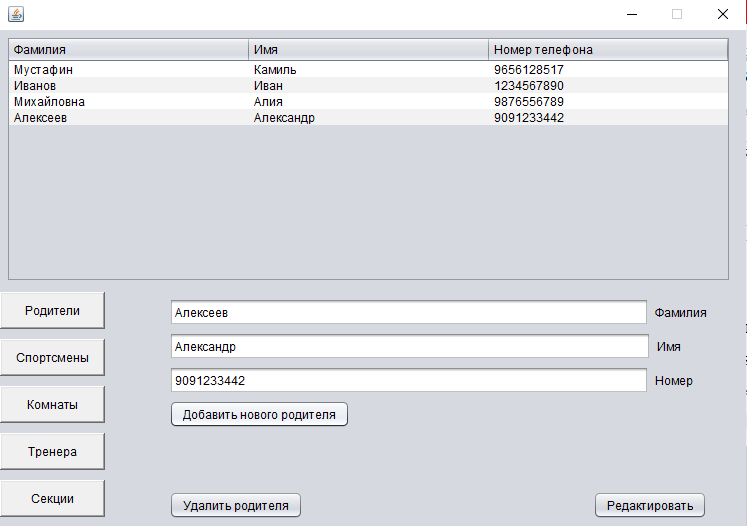 Фамилия Имя Номер телефона
Мустафин Камиль 9656128517
Иванов Иван 1234567890
Михайловна Алия 9876556789
Алексеев Александр 9091233442
Родители
Спортсмены
Комнаты
Тренера
Секции
Алексеев Фамилия
Александр Имя
9091233442 Номер
Добавить нового родителя
Удалить родителя Редактировать